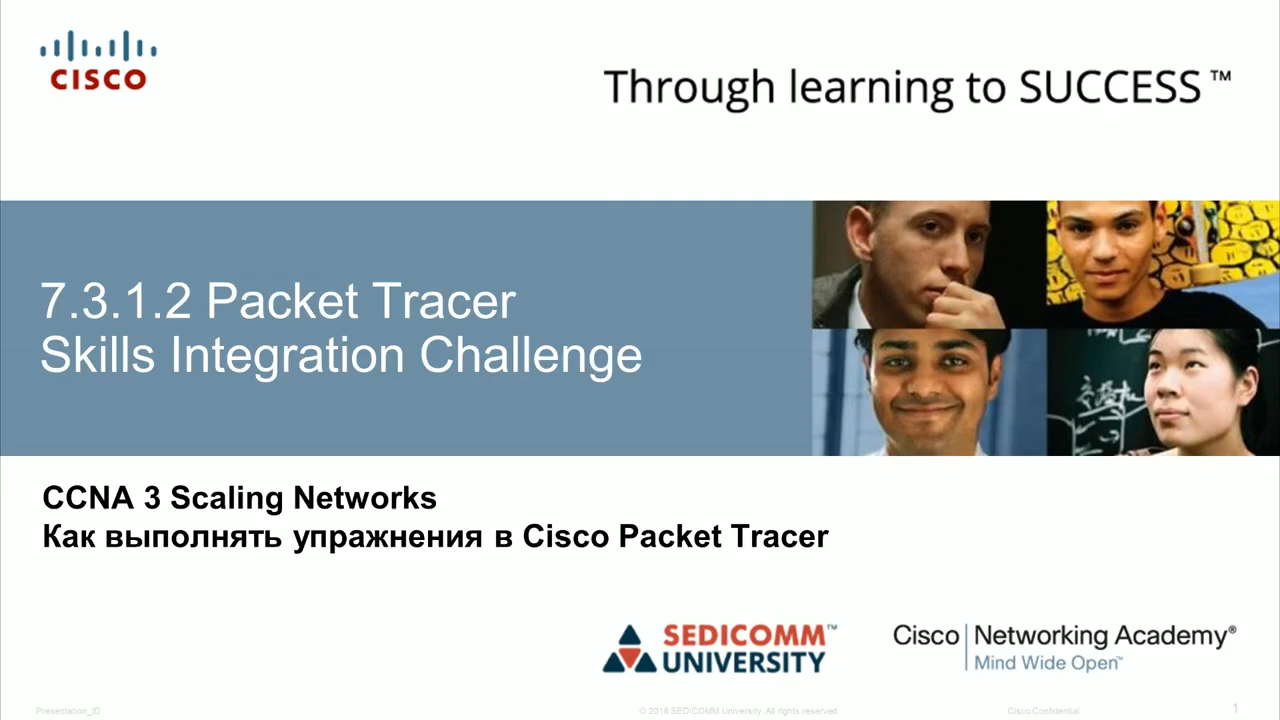 CISCO
Through learning to SUCCESS™
7.3.1.2 Packet Tracer
Skills Integration Challenge
CCNA 3 Scaling Networks
Как выполнять упражнения в Cisco Packet Tracer
SEDICOMM™
UNIVERSITY
Cisco Networking Academy®
Mind Wide Open™
Presentation_ID
© 2018 SEDICOMM University. All rights reserved
Cisco Confidential
1